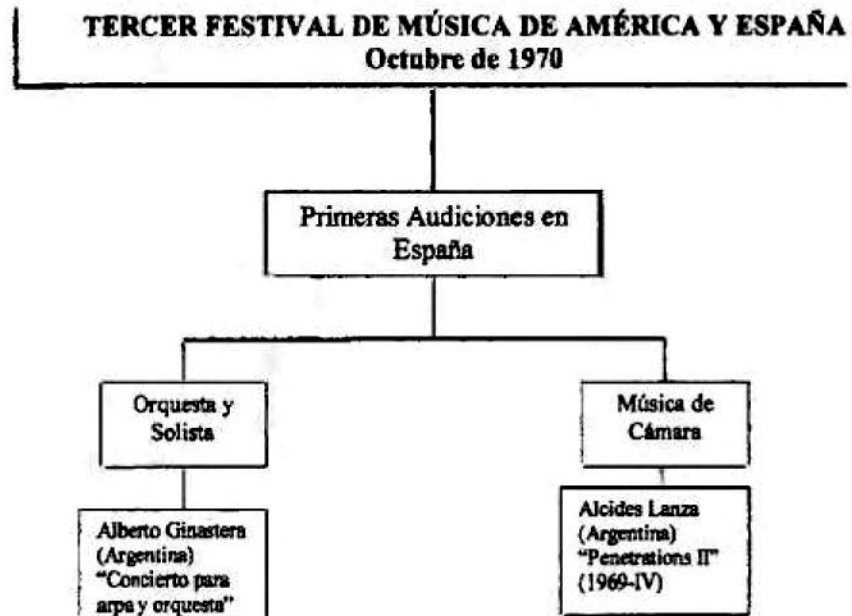 TERCER FESTIVAL DE MÚSICA DE AMÉRICA Y ESPAÑA
Octubre de 1970
Primeras Audiciones en
España
Orquesta y
Solista
Música de
Cámara
Alberto Ginastera
(Argentina)
“Concierto para
arpa y orquesta”
Alcides Lanza
(Argentina)
“Penetrations II”
(1969-IV)